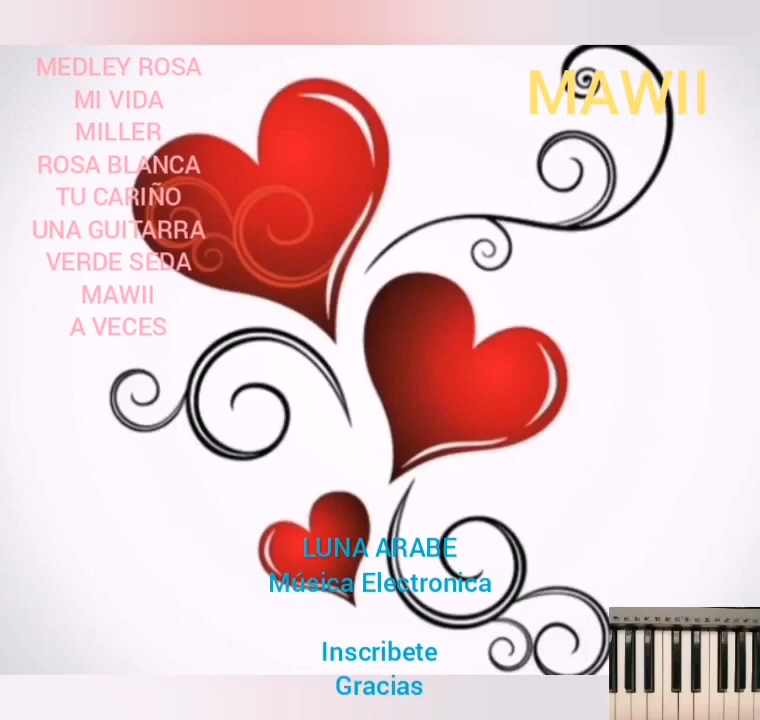 MEDLEY ROSA
MI VIDA
MILLER
ROSA BLANCA
TU CARIÑO
UNA GUITARRA
VERDE SEDA
MAWII
A VECES
MAWII
LUNA ARABE
Música Electronica
Inscribete
Gracias